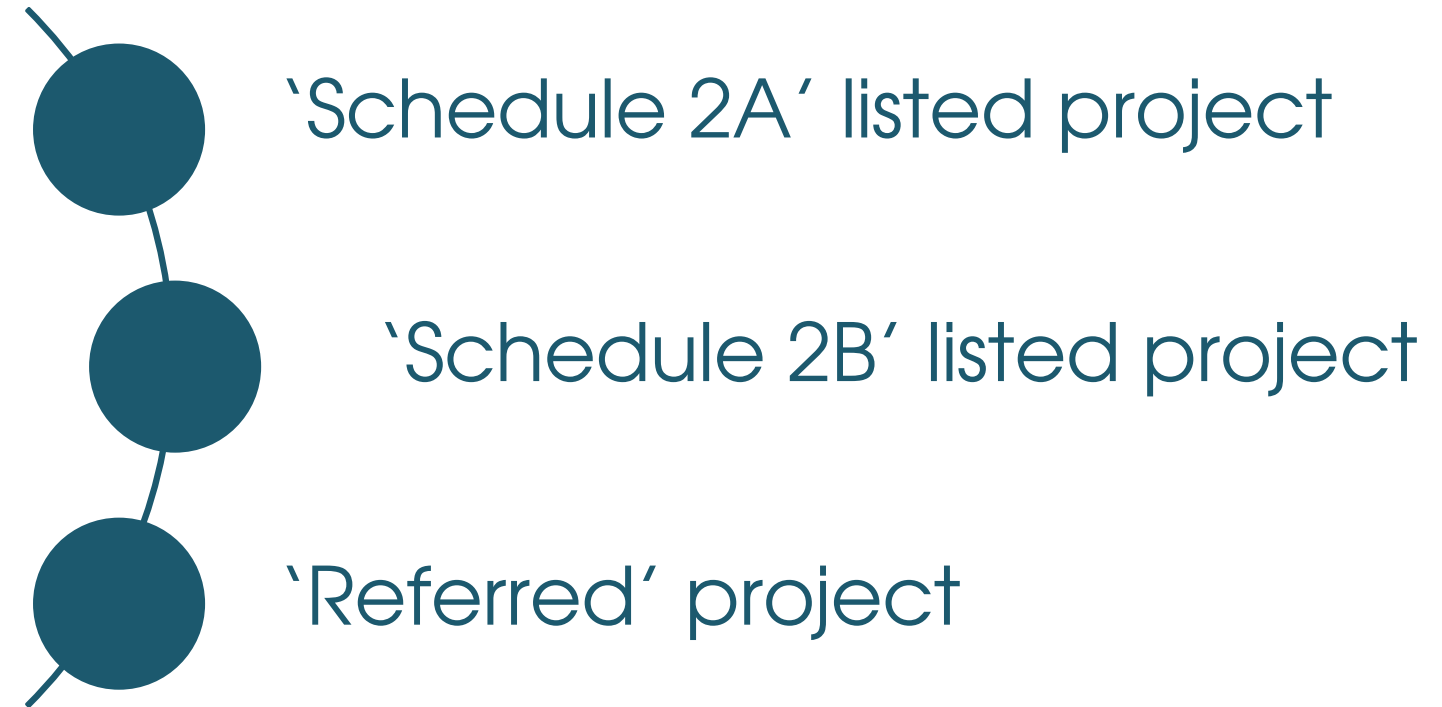 ‘Schedule 2A’ listed project
‘Schedule 2B’ listed project
‘Referred’ project